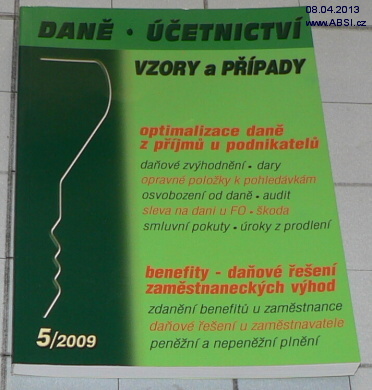 08.04.2013
www.ABSI.cz
DANĚ • ÚČETNICTVÍ
VZORY a PŘÍPADY
optimalizace daně
z příjmů u podnikatelů
daňové zvýhodnění • dary
opravné položky k pohledávkám
osvobození od daně • audit
sleva na dani u FO • škoda
smluvní pokuty • úroky z prodlení
benefity - daňové řešení
zaměstnaneckých výhod
zdanění benefitů u zaměstnance
daňové řešení u zaměstnavatele
peněžní a nepeněžní plnění
5/2009